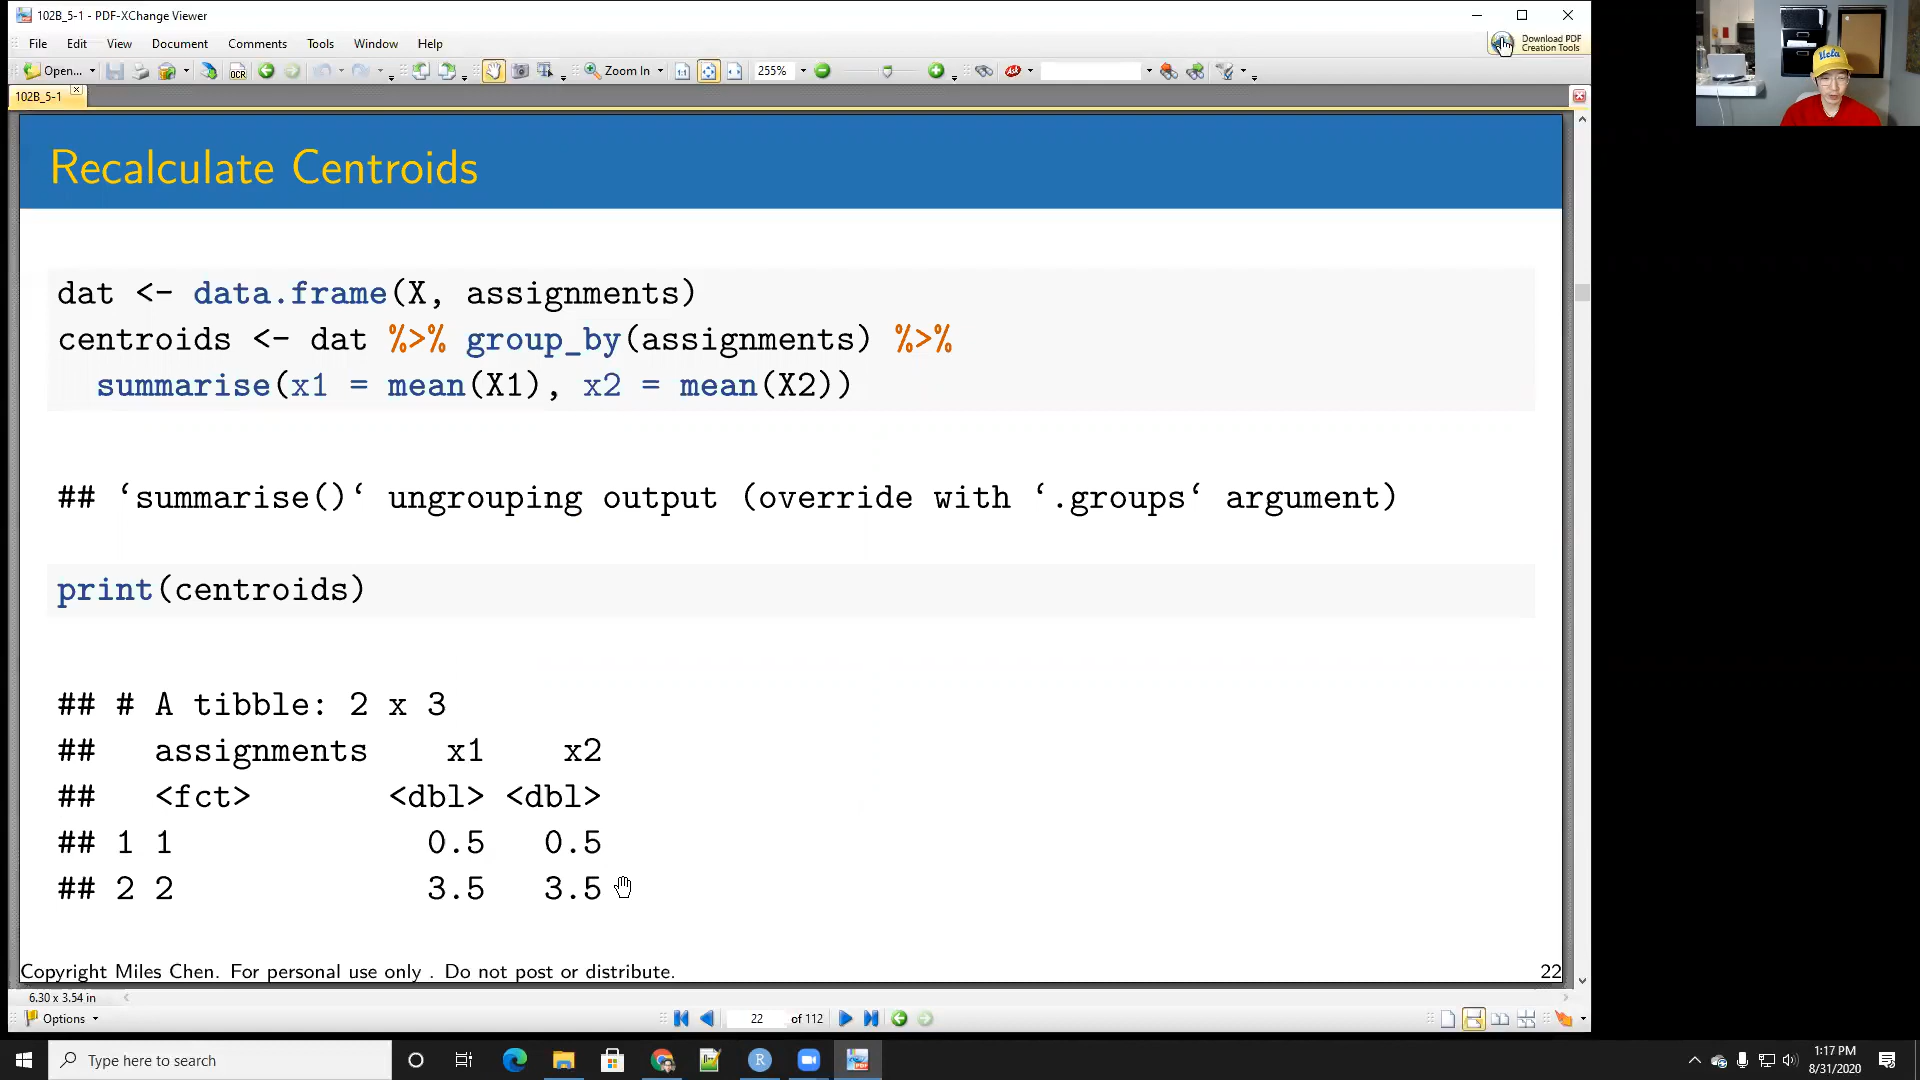 102B_5-1 - PDF-XChange Viewer
File Edit View Document Comments Tools Window Help
Download PDF
Creation Tools
Open...
OCR
Zoom In
255%
102B_5-1
Recalculate Centroids
dat <- data.frame(X, assignments)
centroids <- dat %>% group_by(assignments) %>%
summarise(x1 = mean(X1), x2 = mean(X2))
## ‘summarise()‘ ungrouping output (override with ‘.groups‘ argument)
print(centroids)
## # A tibble: 2 x 3
## assignments x1 x2
## <fct> <dbl> <dbl>
## 1 1 0.5 0.5
## 2 2 3.5 3.5
Copyright Miles Chen. For personal use only . Do not post or distribute.
22
6.30 x 3.54 in
Options
22 of 112
Type here to search
R
1:17 PM
8/31/2020